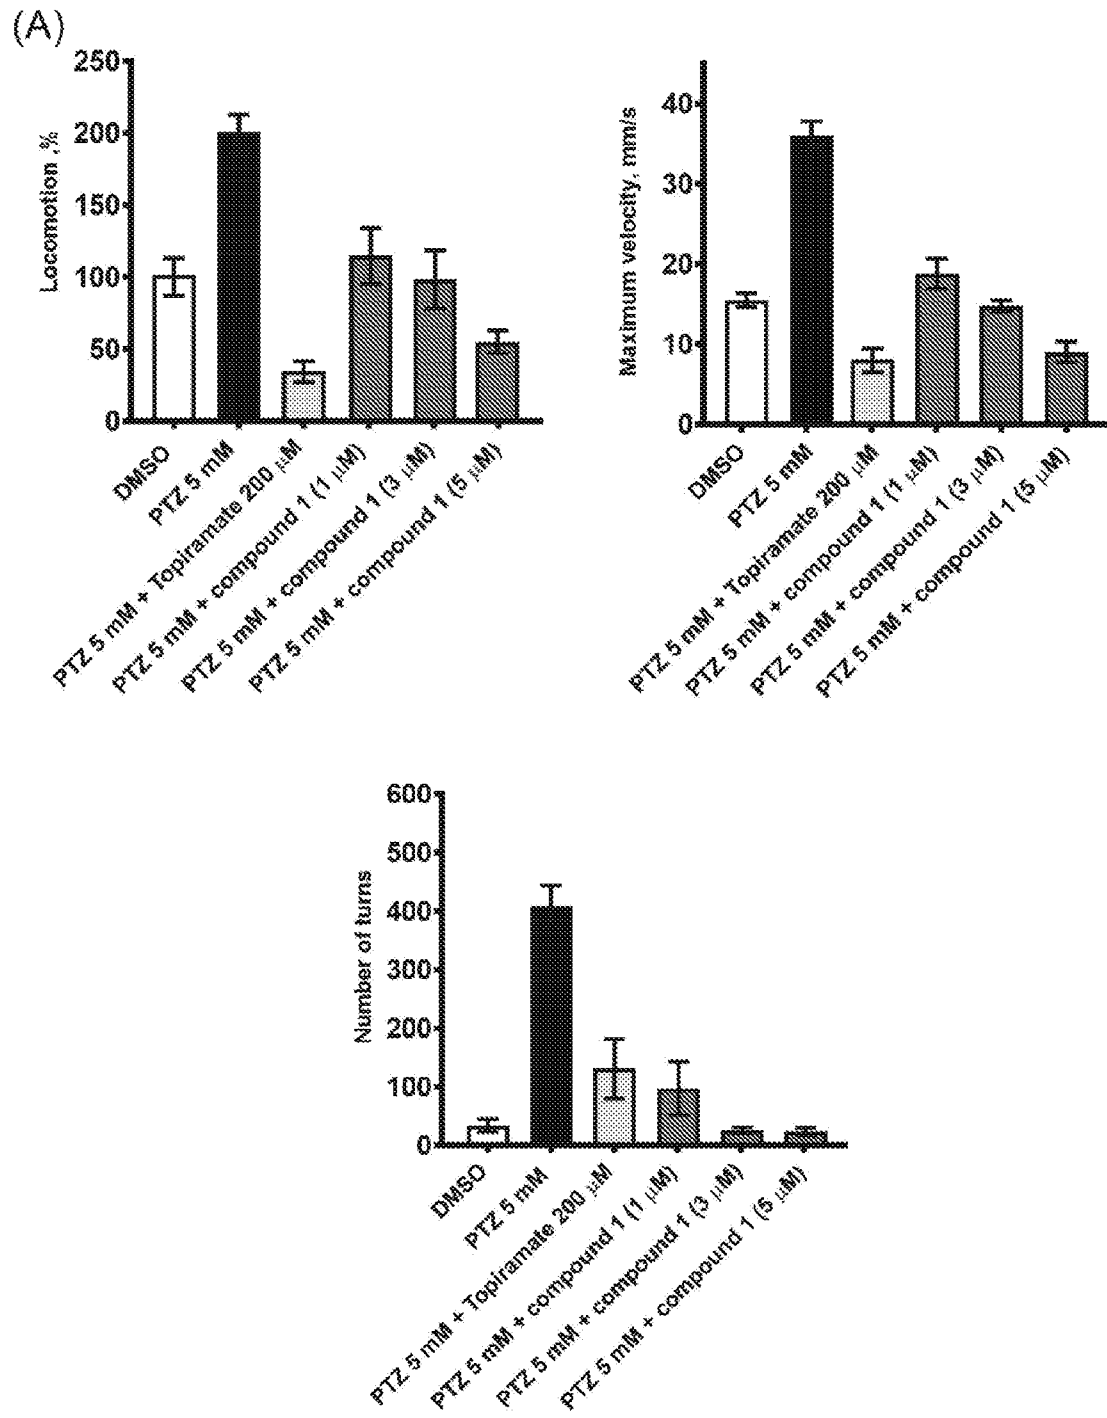 (A)
250
200
150
100
50
0
Locomotion ,%
DMSO
PTZ 5 mM
PTZ 5 mM + Topiramate 200 μM
PTZ 5 mM + compound 1 (1 μM)
PTZ 5 mM + compound 1 (3 μM)
PTZ 5 mM + compound 1 (5 μM)
40
30
20
10
0
Maximum velocity, mm/s
DMSO
PTZ 5 mM
PTZ 5 mM + Topiramate 200 μM
PTZ 5 mM + compound 1 (1 μM)
PTZ 5 mM + compound 1 (3 μM)
PTZ 5 mM + compound 1 (5 μM)
600
500
400
300
200
100
0
Number of turns
DMSO
PTZ 5 mM
PTZ 5 mM + Topiramate 200 μM
PTZ 5 mM + compound 1 (1 μM)
PTZ 5 mM + compound 1 (3 μM)
PTZ 5 mM + compound 1 (5 μM)